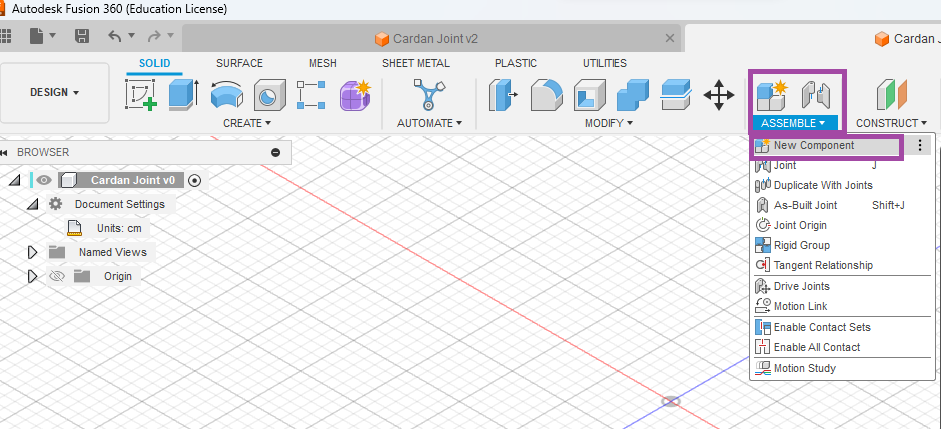 Autodesk Fusion 360 (Education License)
Cardan Joint v2
Cardan J
SOLID SURFACE MESH SHEET METAL PLASTIC UTILITIES
DESIGN
CREATE AUTOMATE MODIFY ASSEMBLE CONSTRUCT
BROWSER
Cardan Joint v0
Document Settings
Units: cm
Named Views
Origin
New Component
Joint J
Duplicate With Joints
As-Built Joint Shift+J
Joint Origin
Rigid Group
Tangent Relationship
Drive Joints
Motion Link
Enable Contact Sets
Enable All Contact
Motion Study